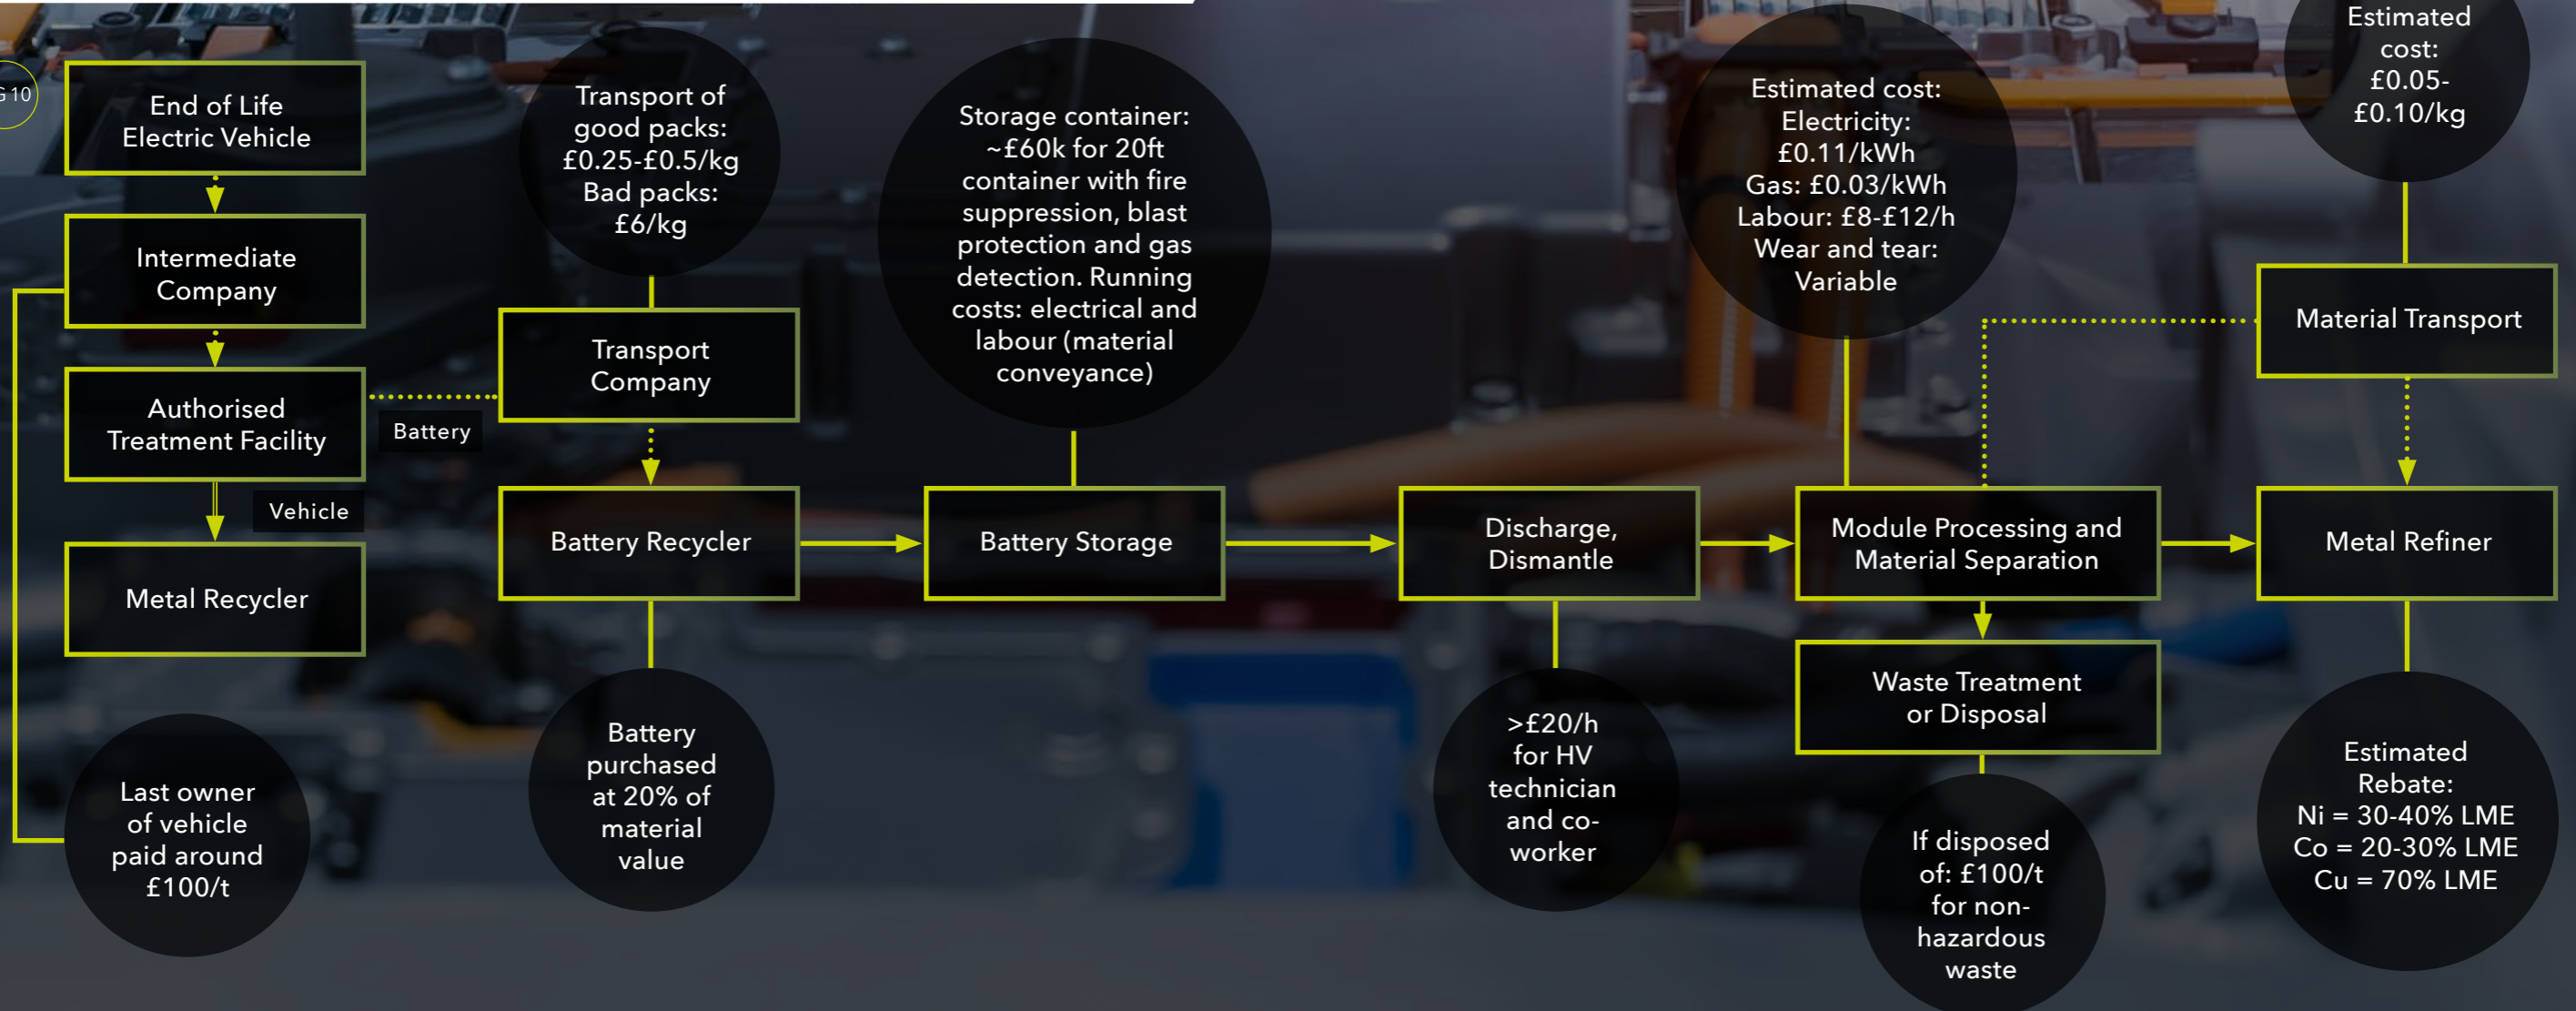 G 10
End of Life
Electric Vehicle
Intermediate
Company
Authorised
Treatment Facility
Battery
Vehicle
Metal Recycler
Last owner
of vehicle
paid around
£100/t
Transport of
good packs:
£0.25-£0.5/kg
Bad packs:
£6/kg
Transport
Company
Battery Recycler
Battery
purchased
at 20% of
material
value
Storage container:
~£60k for 20ft
container with fire
suppression, blast
protection and gas
detection. Running
costs: electrical and
labour (material
conveyance)
Battery Storage
Discharge,
Dismantle
>£20/h
for HV
technician
and co-
worker
Estimated cost:
Electricity:
£0.11/kWh
Gas: £0.03/kWh
Labour: £8-£12/h
Wear and tear:
Variable
Module Processing and
Material Separation
Waste Treatment
or Disposal
If disposed
of: £100/t
for non-
hazardous
waste
Estimated
cost:
£0.05-
£0.10/kg
Material Transport
Metal Refiner
Estimated
Rebate:
Ni = 30-40% LME
Co = 20-30% LME
Cu = 70% LME